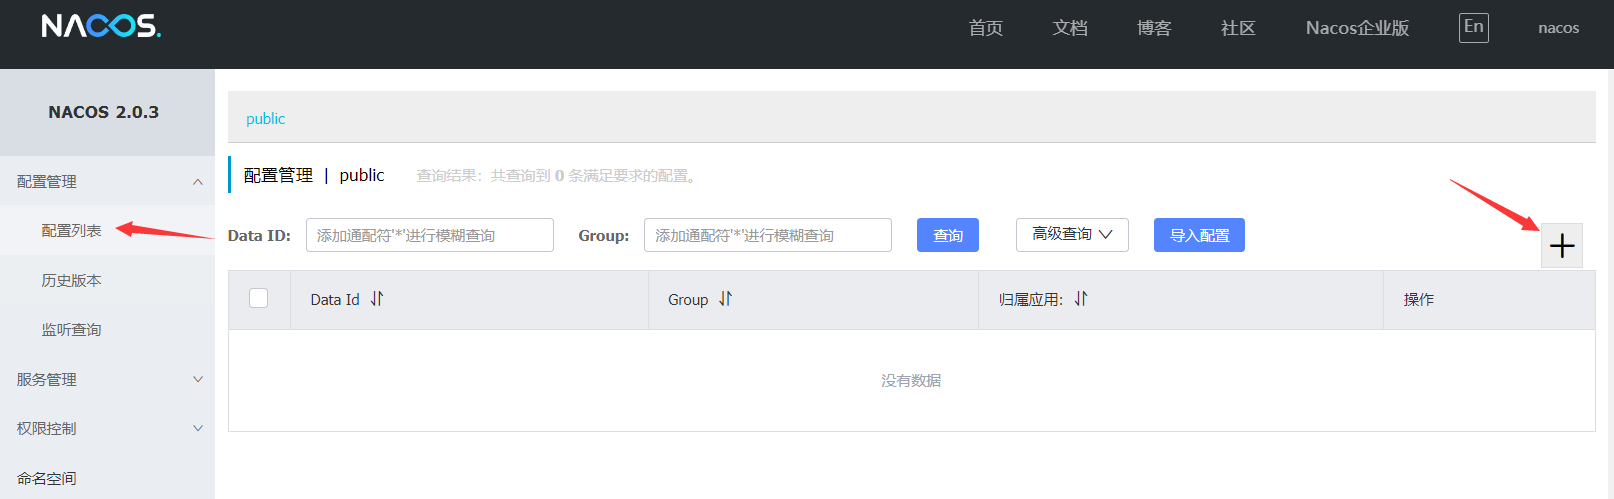 NACOS.
首页 文档 博客 社区 Nacos企业版 En nacos
NACOS 2.0.3
配置管理
配置列表
历史版本
监听查询
服务管理
权限控制
命名空间
public
配置管理 | public 查询结果：共查询到 0 条满足要求的配置。
Data ID: 添加通配符'*'进行模糊查询 Group: 添加通配符'*'进行模糊查询 查询 高级查询 导入配置
Data Id Group 归属应用: 操作
没有数据